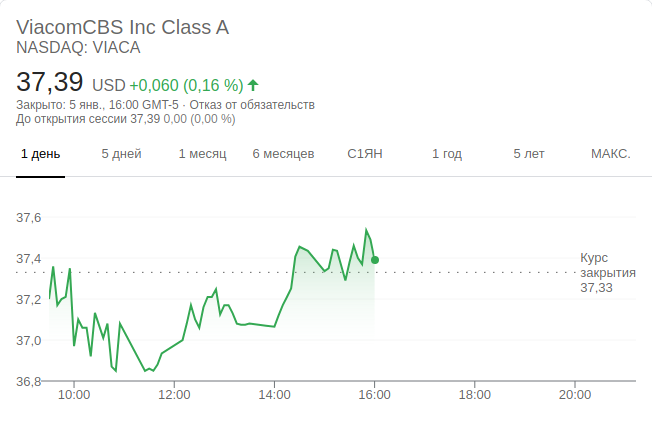 ViacomCBS Inc Class A
NASDAQ: VIACA
37,39 USD +0,060 (0,16 %)
Закрыто: 5 янв., 16:00 GMT-5 · Отказ от обязательств
До открытия сессии 37,39 0,00 (0,00 %)
1 день 5 дней 1 месяц 6 месяцев С1ЯН 1 год 5 лет МАКС.
37,6
37,4
37,2
37,0
36,8
Курс
закрытия
37,33
10:00 12:00 14:00 16:00 18:00 20:00